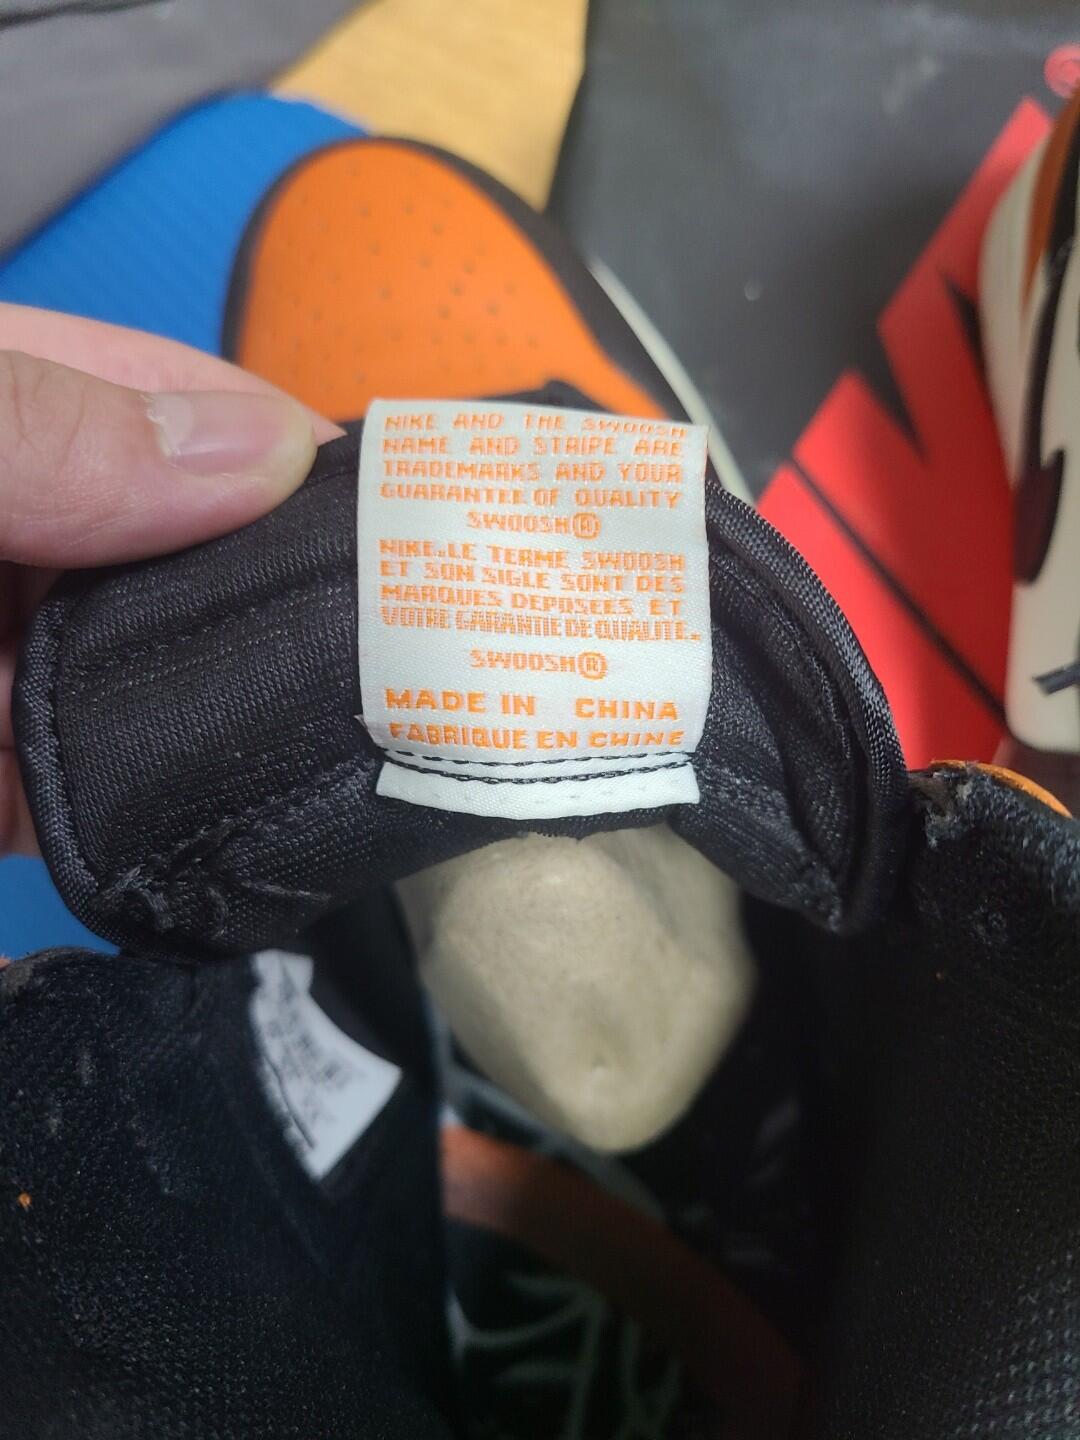 NIKE AND THE SWOOSH
NAME AND STRIPE ARE
TRADEMARKS AND YOUR
GUARANTEE OF QUALITY
SWOOSH®
NIKE.LE TERME SWOOSH
ET SON SIGLE SONT DES
MARQUES DEPOSEES ET
VOTRE GARANTIE DE QUALITE.
SWOOSH®
MADE IN CHINA
FABRIQUE EN CHINE